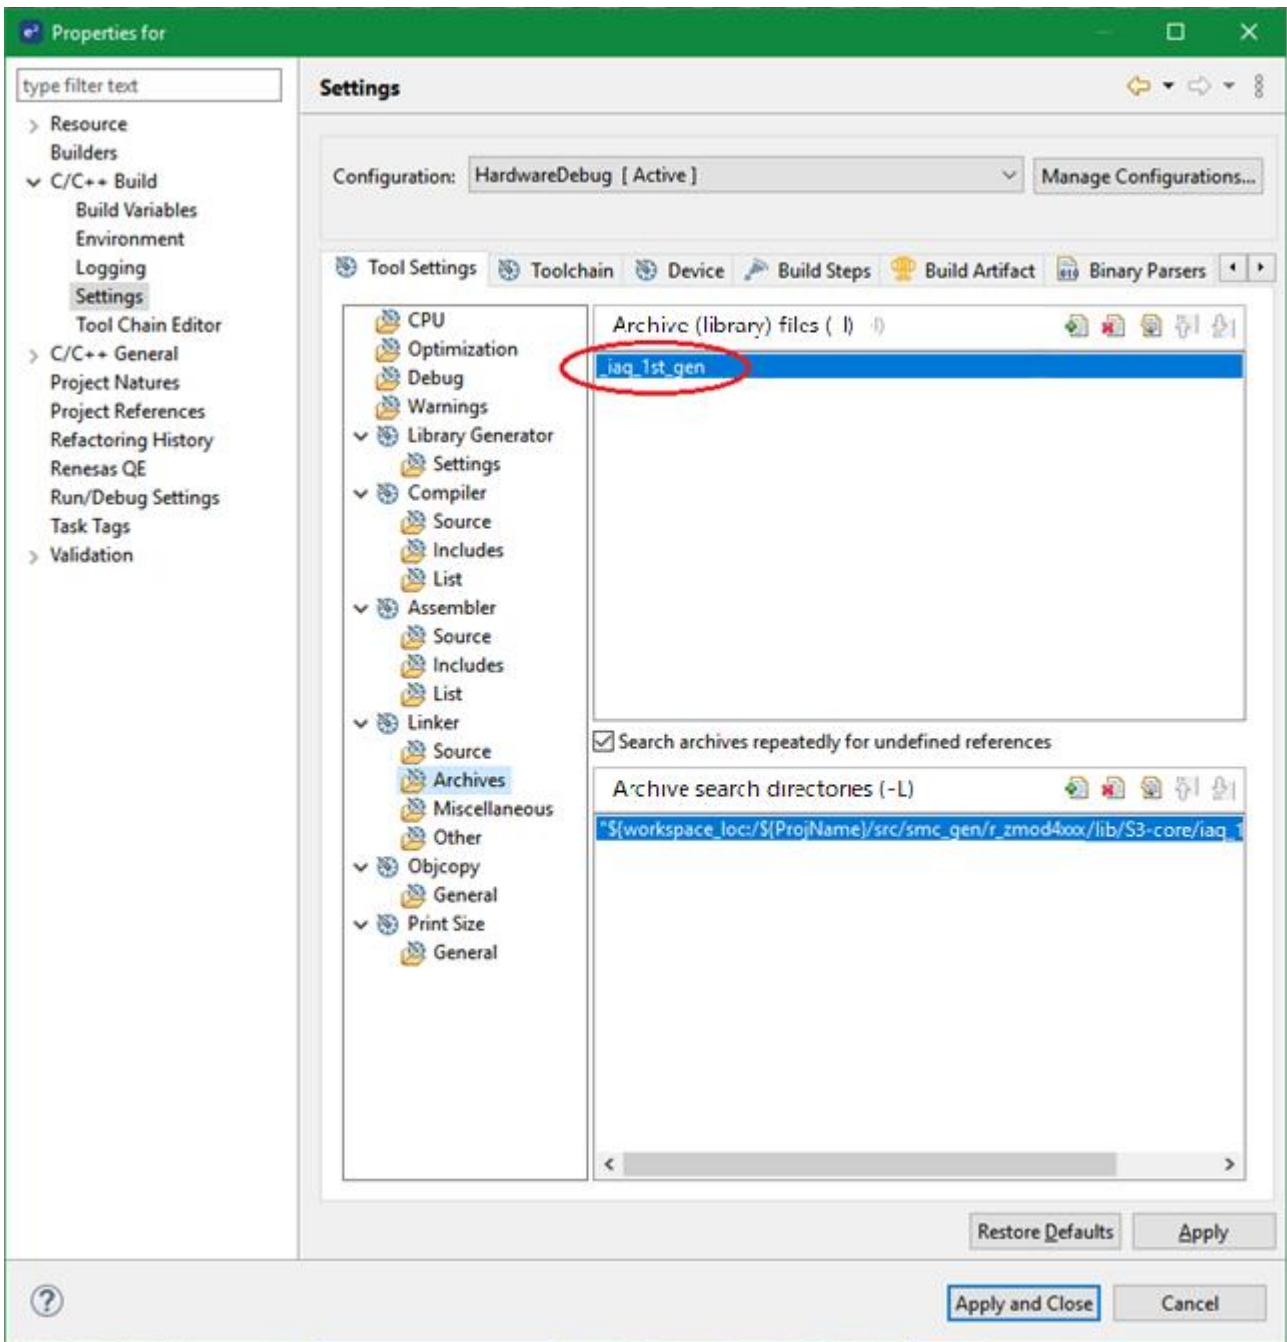 Properties for
type filter text
Resource
Builders
C/C++ Build
Build Variables
Environment
Logging
Settings
Tool Chain Editor
C/C++ General
Project Natures
Project References
Refactoring History
Renesas QE
Run/Debug Settings
Task Tags
Validation
Settings
Configuration: HardwareDebug [ Active ] Manage Configurations...
Tool Settings Toolchain Device Build Steps Build Artifact Binary Parsers
CPU
Optimization
Debug
Warnings
Library Generator
Settings
Compiler
Source
Includes
List
Assembler
Source
Includes
List
Linker
Source
Archives
Miscellaneous
Other
Objcopy
General
Print Size
General
Archive (library) files ( l)
_iaq_1st_gen
Search archives repeatedly for undefined references
Archive search directories (-L)
"${workspace_loc:/${ProjName}/src/smc_gen/r_zmod4xxx/lib/S3-core/iaq_1
Restore Defaults Apply
Apply and Close Cancel